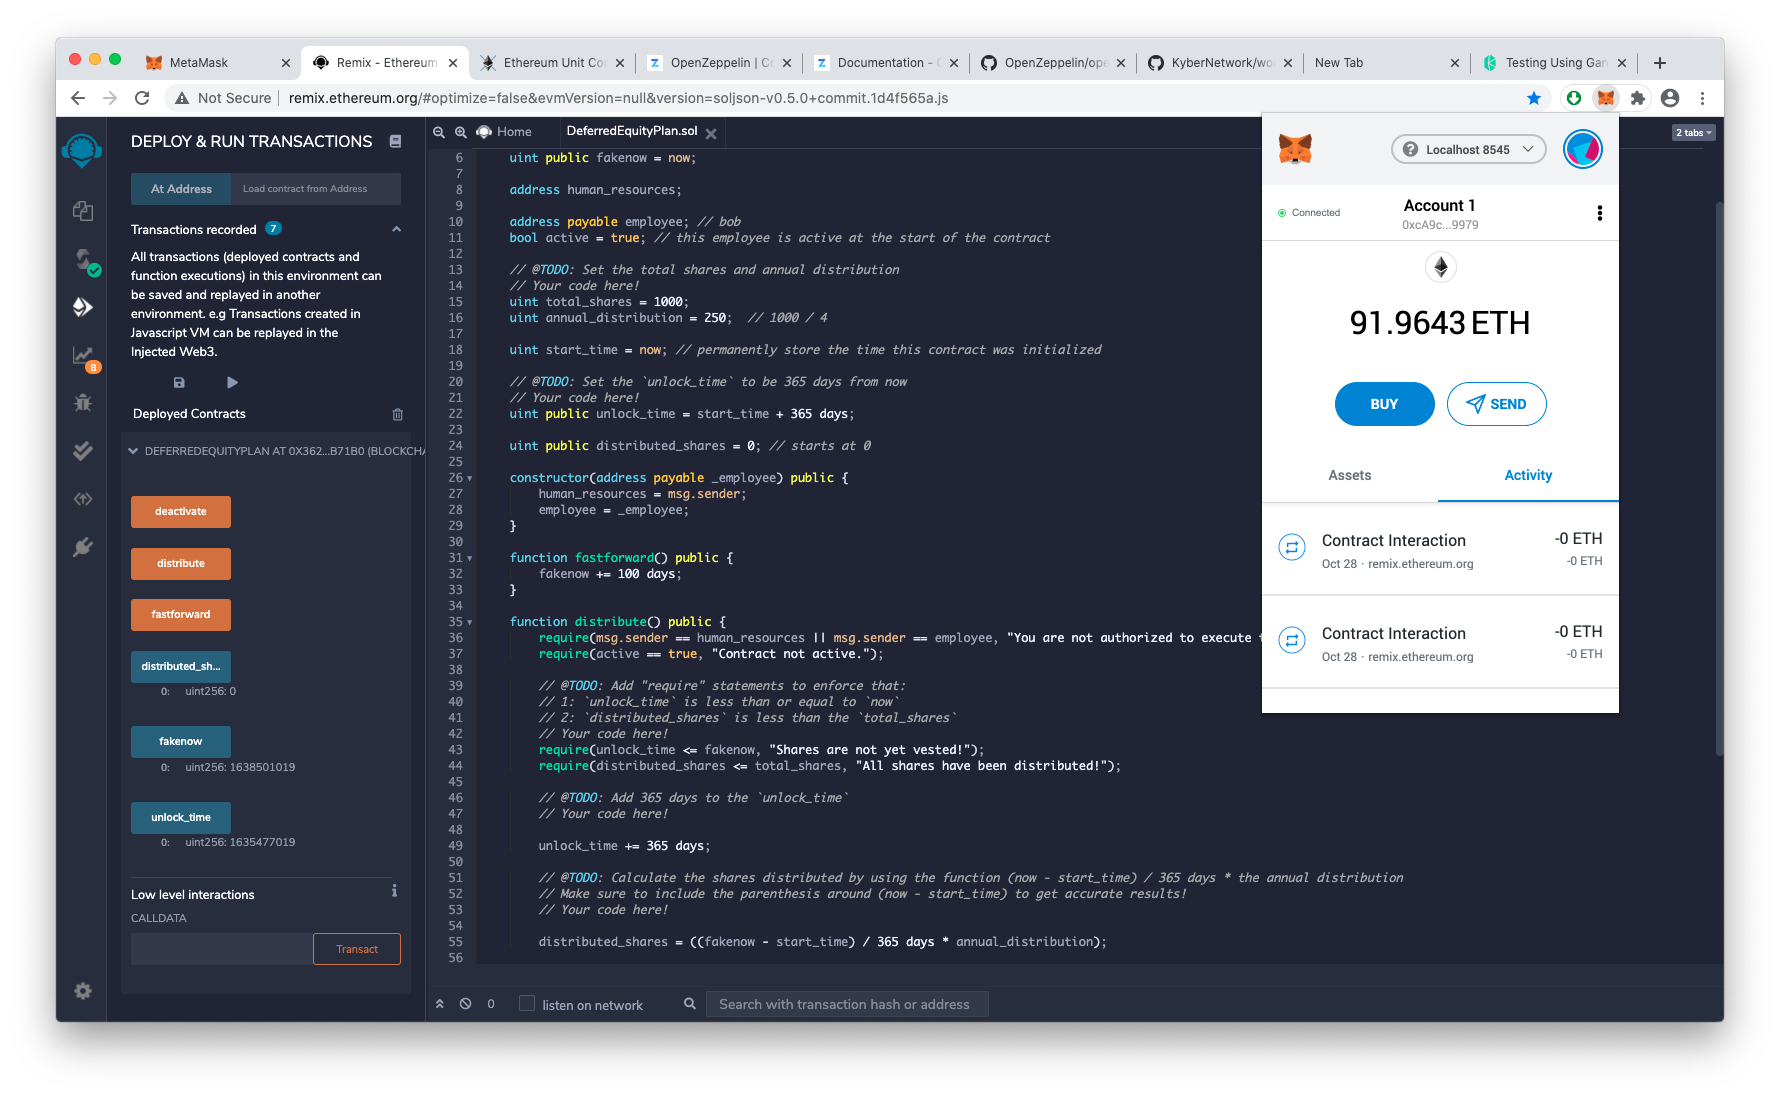 MetaMask
Remix - Ethereum
Ethereum Unit Co
OpenZeppelin | C
Documentation -
OpenZeppelin/op
KyberNetwork/wo
New Tab
Testing Using Gan
Not Secure
remix.ethereum.org/#optimize=false&evmVersion=null&version=soljson-v0.5.0+commit.1d4f565a.js
DEPLOY & RUN TRANSACTIONS
At Address
Load contract from Address
Transactions recorded 7
All transactions (deployed contracts and
function executions) in this environment can
be saved and replayed in another
environment. e.g Transactions created in
Javascript VM can be replayed in the
Injected Web3.
8
Deployed Contracts
DEFERREDEQUITYPLAN AT 0X362...B71B0 (BLOCKCHA
deactivate
distribute
fastforward
distributed_sh...
0: uint256: 0
fakenow
0: uint256: 1638501019
unlock_time
0: uint256: 1635477019
Low level interactions
CALLDATA
Transact
Home
DeferredEquityPlan.sol
2 tabs
6 uint public fakenow = now;
7
8 address human_resources;
9
10 address payable employee; // bob
11 bool active = true; // this employee is active at the start of the contract
12
13 // @TODO: Set the total shares and annual distribution
14 // Your code here!
15 uint total_shares = 1000;
16 uint annual_distribution = 250; // 1000 / 4
17
18 uint start_time = now; // permanently store the time this contract was initialized
19
20 // @TODO: Set the `unlock_time` to be 365 days from now
21 // Your code here!
22 uint public unlock_time = start_time + 365 days;
23
24 uint public distributed_shares = 0; // starts at 0
25
26 constructor(address payable _employee) public {
27 human_resources = msg.sender;
28 employee = _employee;
29 }
30
31 function fastforward() public {
32 fakenow += 100 days;
33 }
34
35 function distribute() public {
36 require(msg.sender == human_resources || msg.sender == employee, "You are not authorized to execute
37 require(active == true, "Contract not active.");
38
39 // @TODO: Add "require" statements to enforce that:
40 // 1: `unlock_time` is less than or equal to `now`
41 // 2: `distributed_shares` is less than the `total_shares`
42 // Your code here!
43 require(unlock_time <= fakenow, "Shares are not yet vested!");
44 require(distributed_shares <= total_shares, "All shares have been distributed!");
45
46 // @TODO: Add 365 days to the `unlock_time`
47 // Your code here!
48
49 unlock_time += 365 days;
50
51 // @TODO: Calculate the shares distributed by using the function (now - start_time) / 365 days * the annual distribution
52 // Make sure to include the parenthesis around (now - start_time) to get accurate results!
53 // Your code here!
54
55 distributed_shares = ((fakenow - start_time) / 365 days * annual_distribution);
56
0
listen on network
Search with transaction hash or address
Localhost 8545
Connected
Account 1
0xcA9c...9979
91.9643 ETH
BUY
SEND
Assets
Activity
Contract Interaction -0 ETH
Oct 28 · remix.ethereum.org -0 ETH
Contract Interaction -0 ETH
Oct 28 · remix.ethereum.org -0 ETH